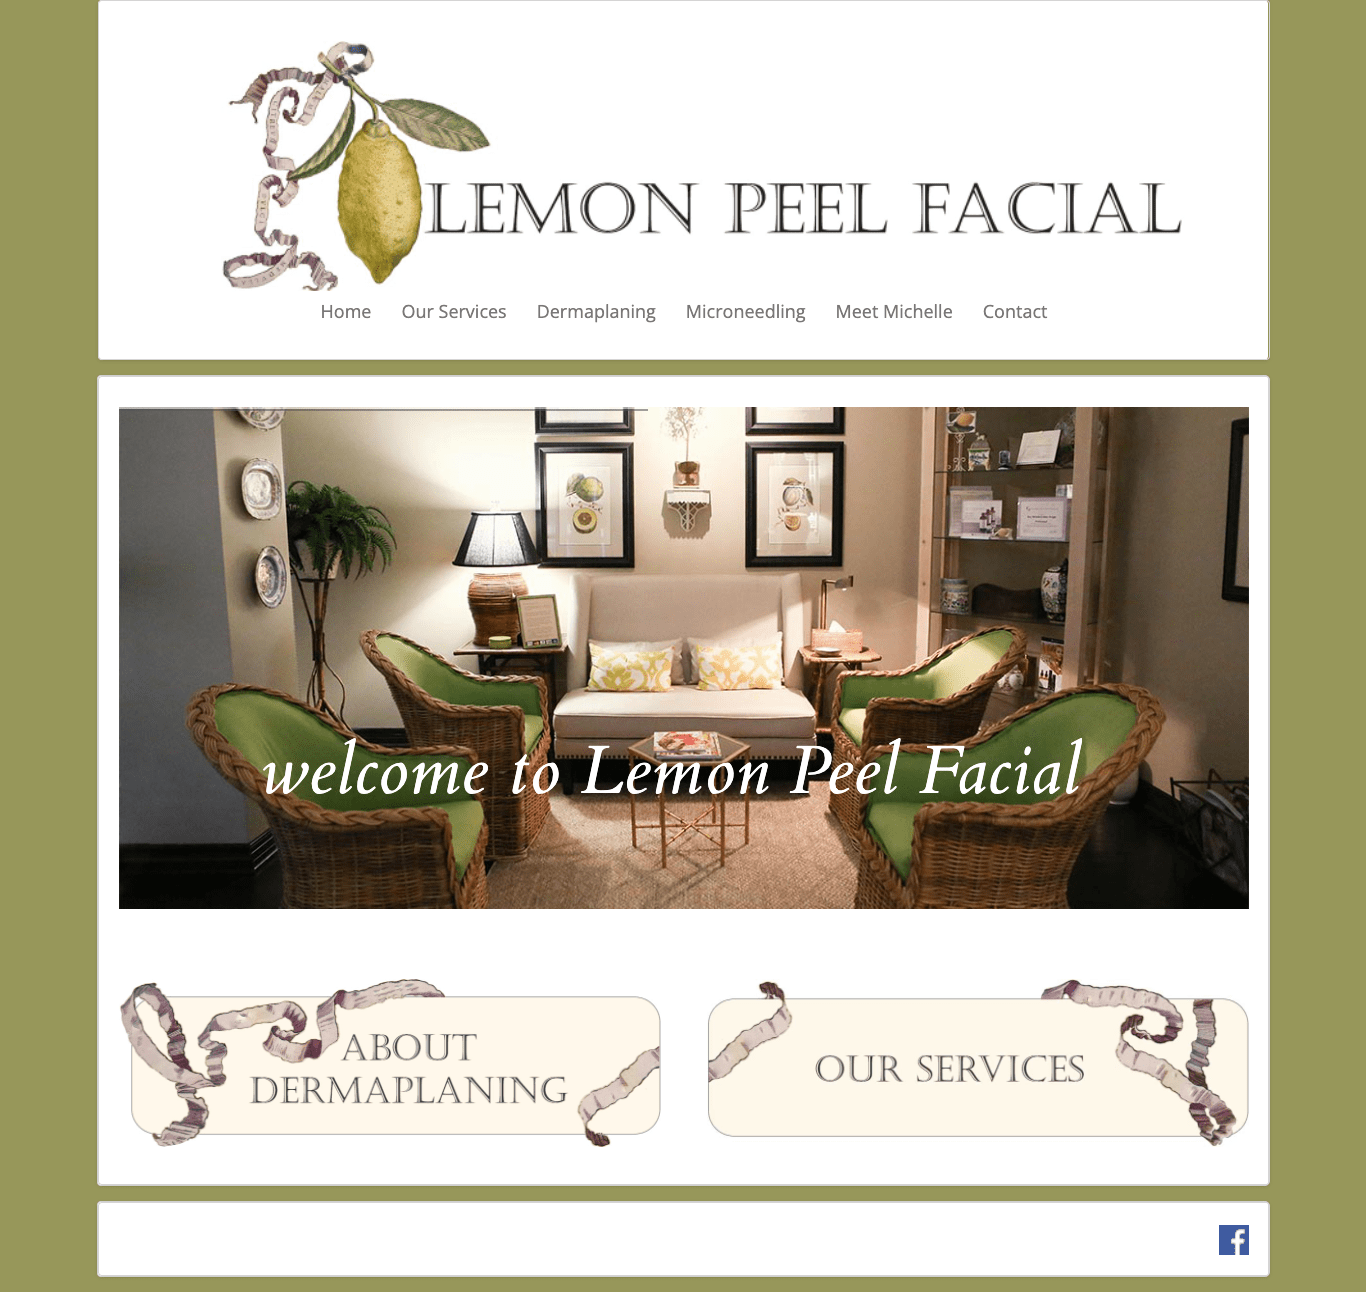 LEMON PEEL FACIAL
Home Our Services Dermaplaning Microneedling Meet Michelle Contact
welcome to Lemon Peel Facial
ABOUT
DERMAPLANING
OUR SERVICES